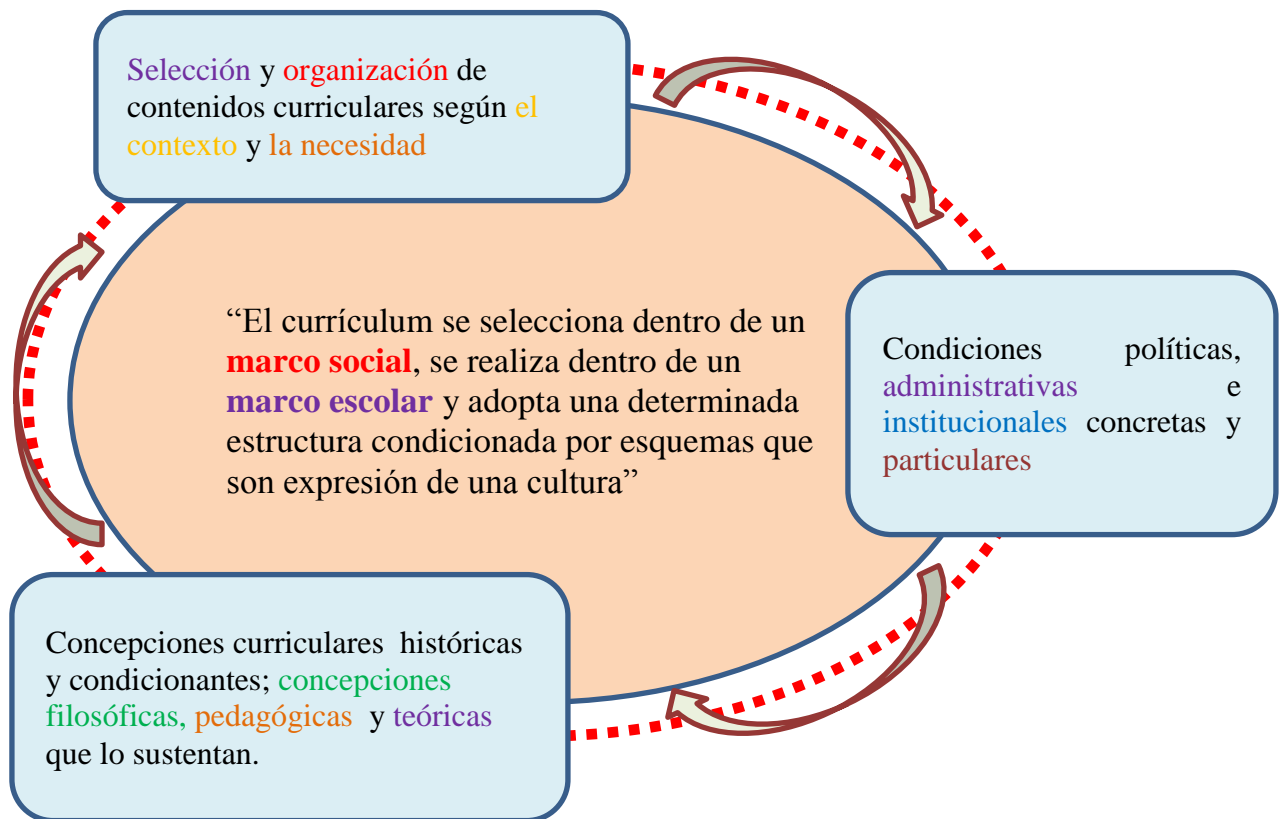 Selección y organización de
contenidos curriculares según el
contexto y la necesidad
“El currículum se selecciona dentro de un
marco social, se realiza dentro de un
marco escolar y adopta una determinada
estructura condicionada por esquemas que
son expresión de una cultura”
Condiciones políticas,
administrativas e
institucionales concretas y
particulares
Concepciones curriculares históricas
y condicionantes; concepciones
filosóficas, pedagógicas y teóricas
que lo sustentan.